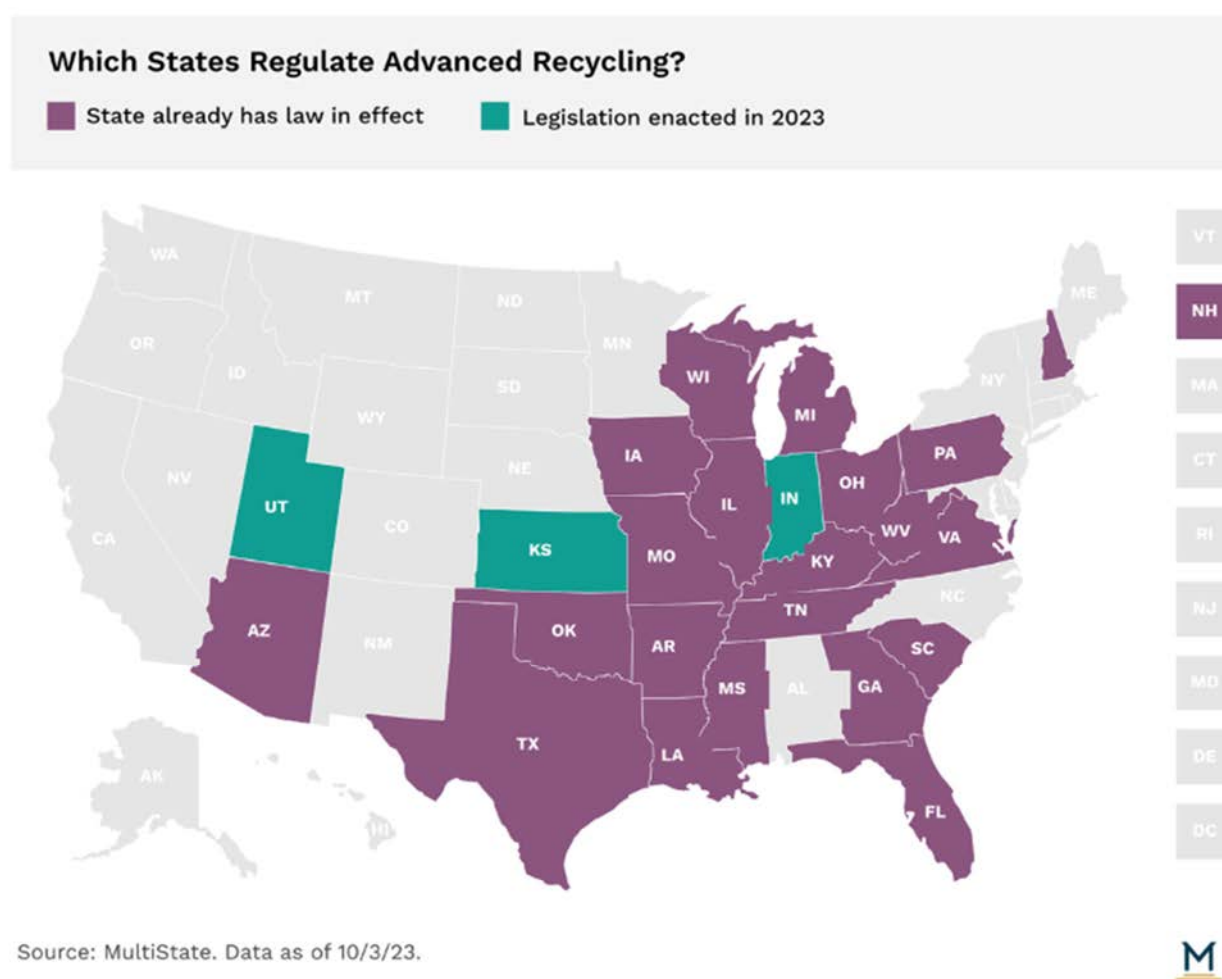 Which States Regulate Advanced Recycling?
State already has law in effect
Legislation enacted in 2023
WA
MT
ND
MN
VT
ME
NH
OR
ID
SD
WI
NY
MA
WY
MI
IA
NE
PA
CT
NV
UT
CO
IL
IN
OH
CA
KS
MO
WV
VA
RI
KY
NC
NJ
AZ
NM
OK
AR
TN
SC
MS
AL
GA
MD
TX
LA
DE
AK
HI
FL
DC
Source: MultiState. Data as of 10/3/23.
M